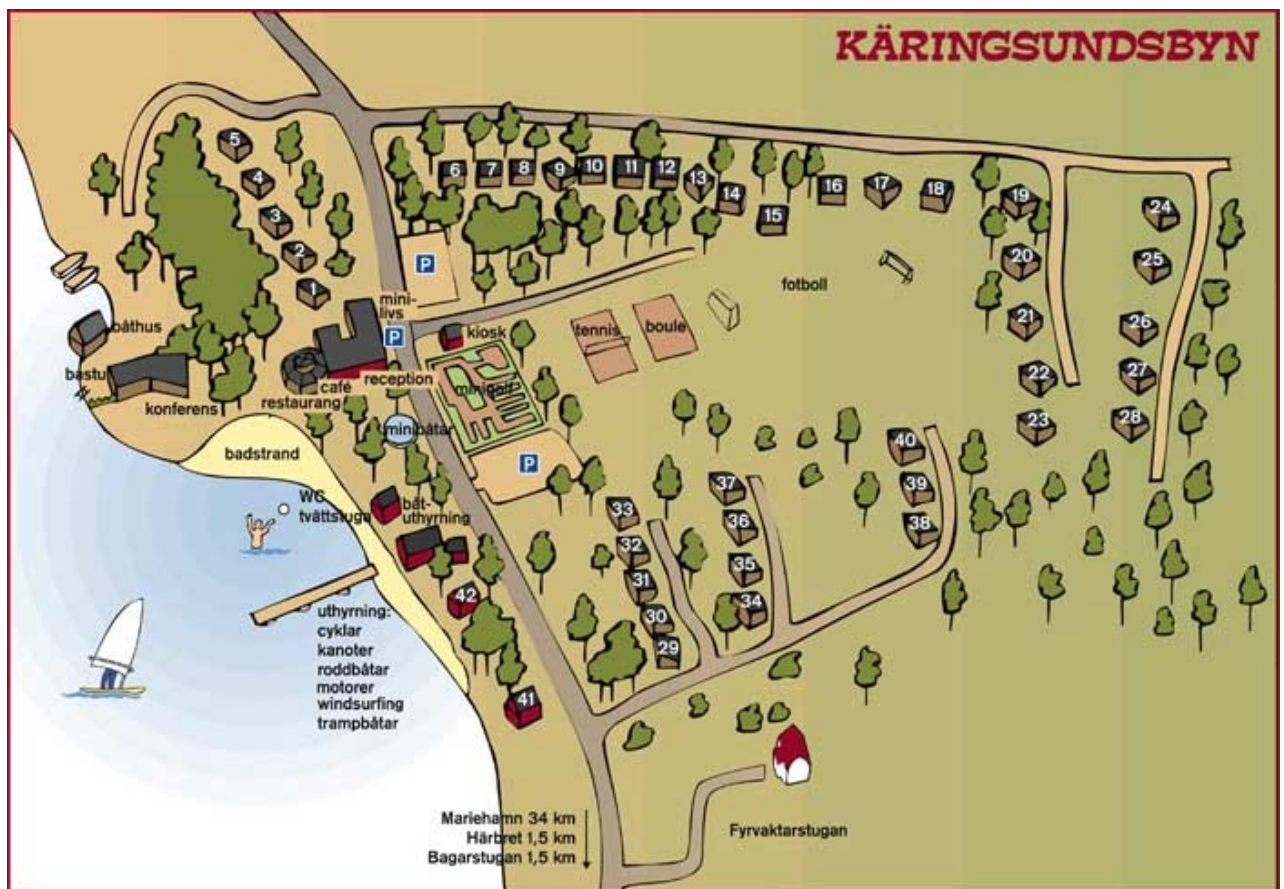 KÄRINGSUNDSBYN
5
4
3
2
1
6
7
8
9
10
11
12
13
14
15
16
17
18
19
20
21
22
23
24
25
26
27
28
P
mini-
livs
P
kiosk
tennis
boule
fotboll
båthus
bastu
konferens
restaurang
café
reception
minigolf
minibåtar
P
badstrand
WC
tvättstuga
båt-
uthyrning
uthyrning:
cyklar
kanoter
roddbåtar
motorer
windsurfing
trampbåtar
42
41
33
32
31
30
29
37
36
35
34
40
39
38
Mariehamn 34 km
Härbret 1,5 km
Bagarstugan 1,5 km
Fyrvaktarstugan